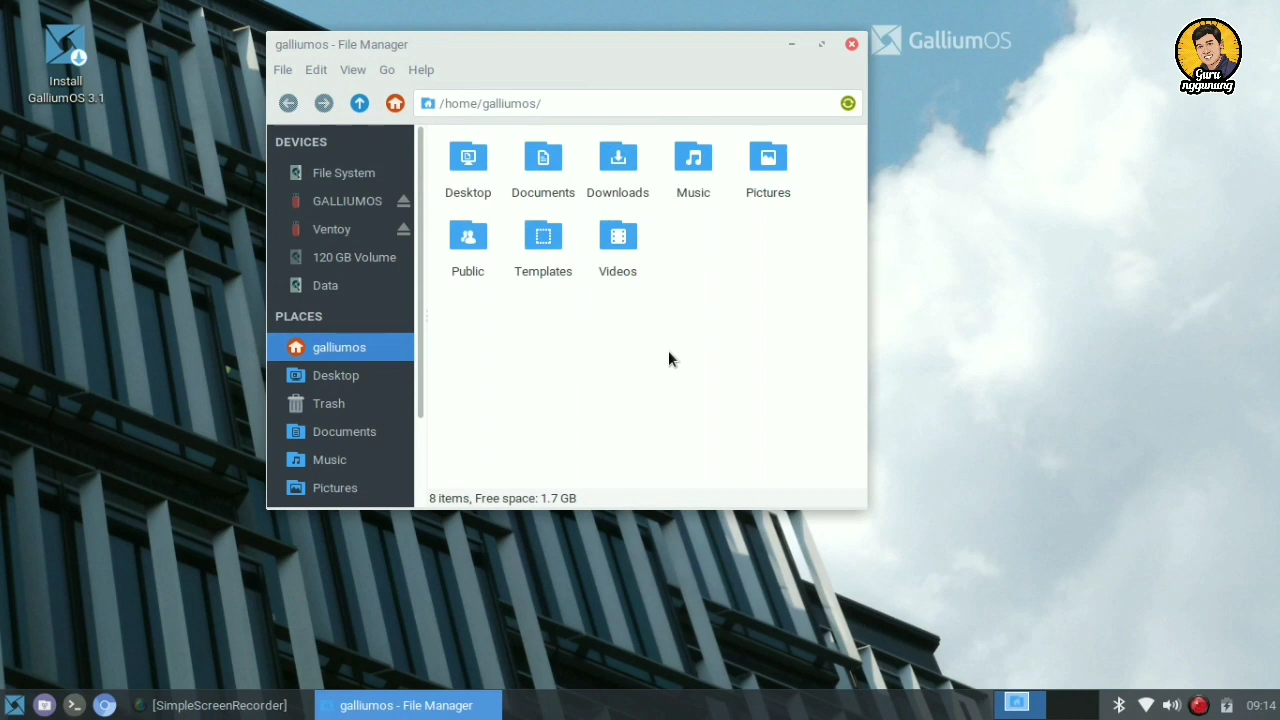 Install
GalliumOS 3.1
galliumos - File Manager
File Edit View Go Help
/home/galliumos/
DEVICES
File System
GALLIUMOS
Ventoy
120 GB Volume
Data
PLACES
galliumos
Desktop
Trash
Documents
Music
Pictures
Desktop Documents Downloads Music Pictures
Public Templates Videos
8 items, Free space: 1.7 GB
GalliumOS
Guru
nggunung
[SimpleScreenRecorder] galliumos - File Manager 09:14